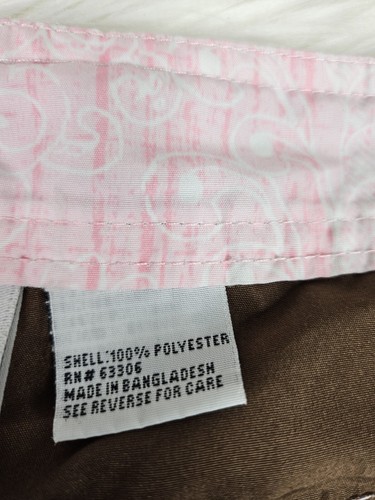 SHELL:100% POLYESTER
RN# 63306
MADE IN BANGLADESH
SEE REVERSE FOR CARE